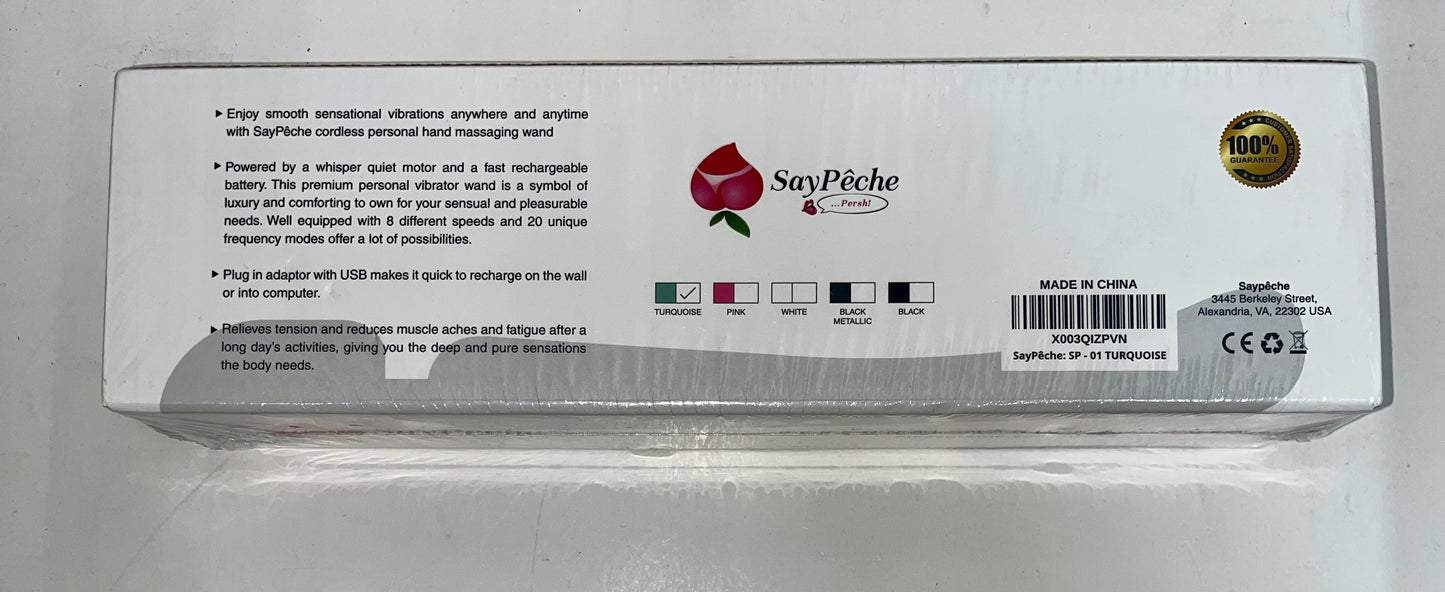 ▶ Enjoy smooth sensational vibrations anywhere and anytime
with SayPêche cordless personal hand massaging wand
▶ Powered by a whisper quiet motor and a fast rechargeable
battery. This premium personal vibrator wand is a symbol of
luxury and comforting to own for your sensual and pleasurable
needs. Well equipped with 8 different speeds and 20 unique
frequency modes offer a lot of possibilities.
▶ Plug in adaptor with USB makes it quick to recharge on the wall
or into computer.
▶ Relieves tension and reduces muscle aches and fatigue after a
long day's activities, giving you the deep and pure sensations
the body needs.
SayPêche
...Persh!
TURQUOISE
PINK
WHITE
BLACK
METALLIC
BLACK
MADE IN CHINA
X003QIZPVN
SayPêche: SP - 01 TURQUOISE
CUSTOMER SATISFACTION
100%
GUARANTEE
Saypêche
3445 Berkeley Street,
Alexandria, VA, 22302 USA
CE